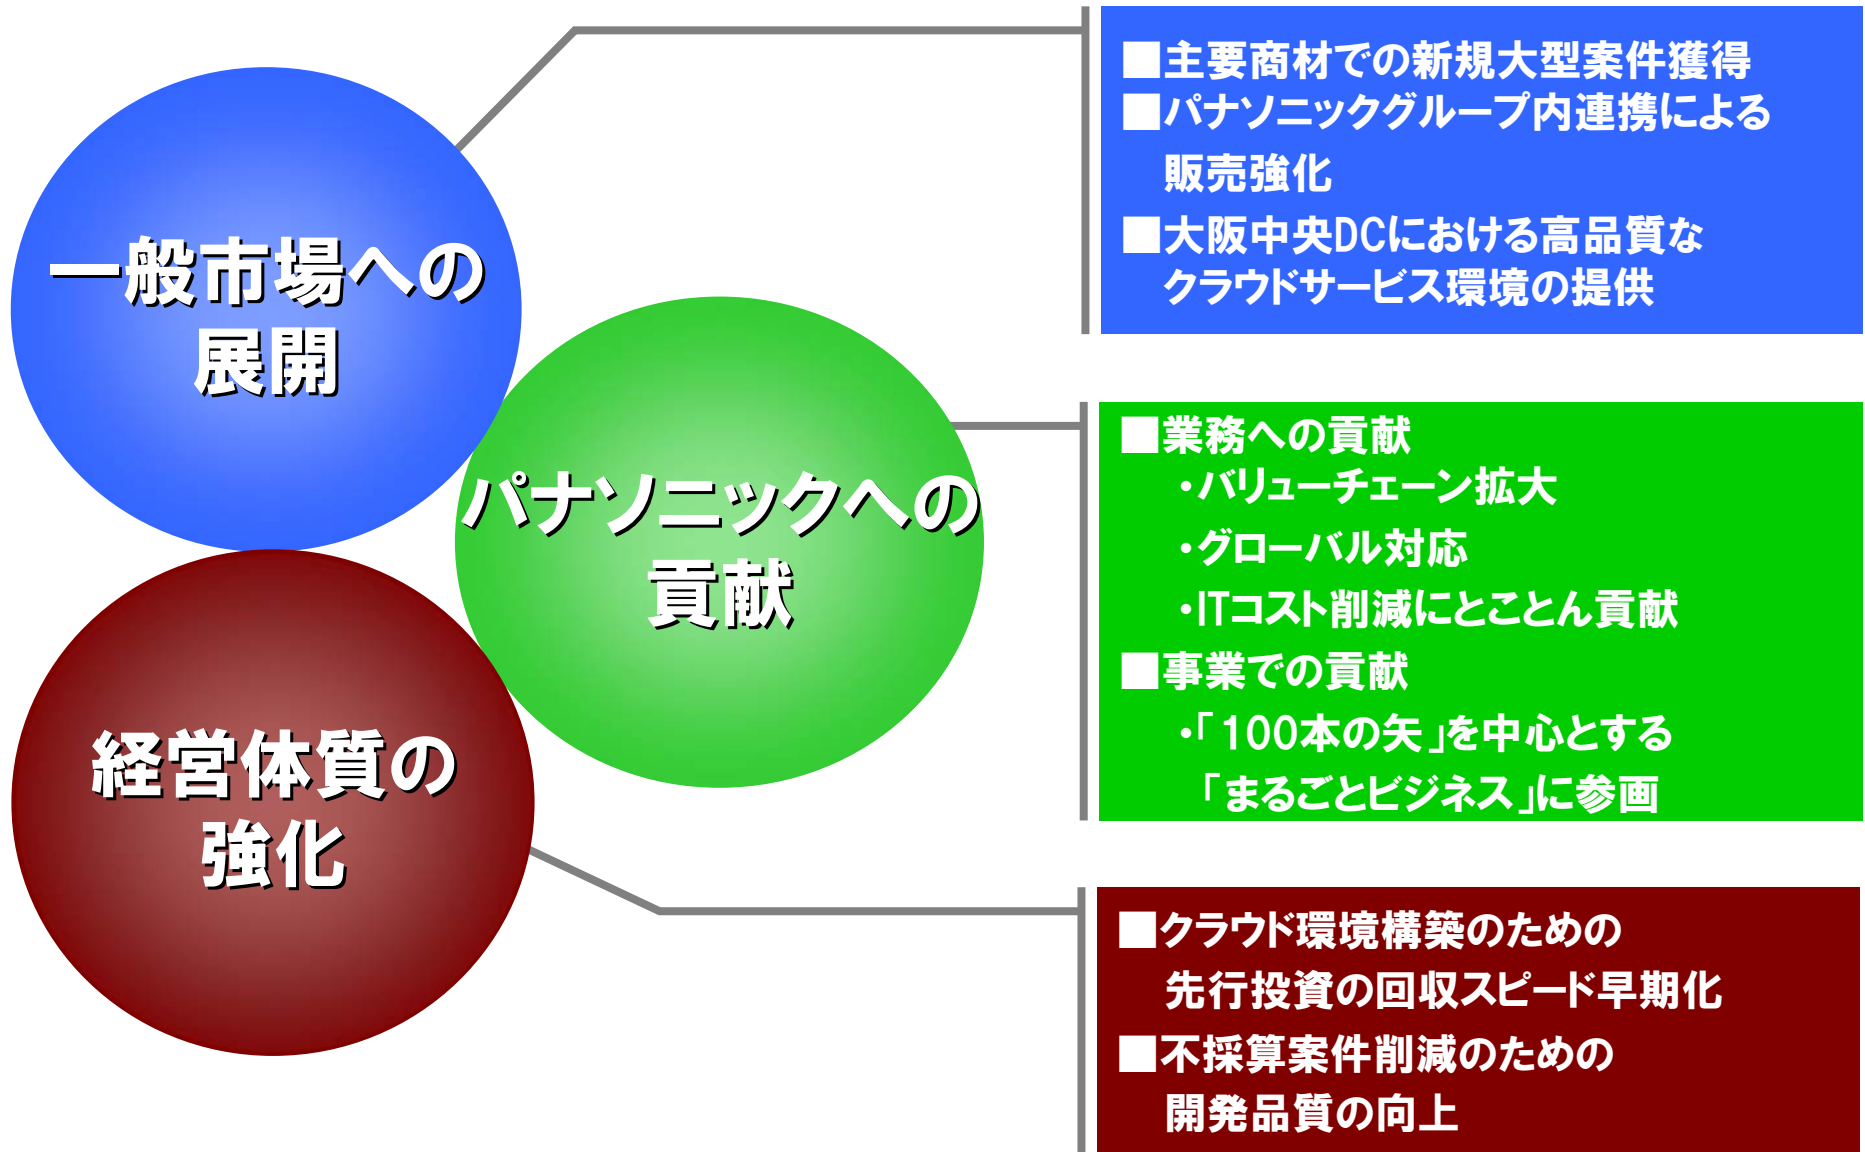 一般市場への
展開
■主要商材での新規大型案件獲得
■パナソニックグループ内連携による
販売強化
■大阪中央DCにおける高品質な
クラウドサービス環境の提供
パナソニックへの
貢献
■業務への貢献
・バリューチェーン拡大
・グローバル対応
・ITコスト削減にとことん貢献
■事業での貢献
・「100本の矢」を中心とする
「まるごとビジネス」に参画
経営体質の
強化
■クラウド環境構築のための
先行投資の回収スピード早期化
■不採算案件削減のための
開発品質の向上